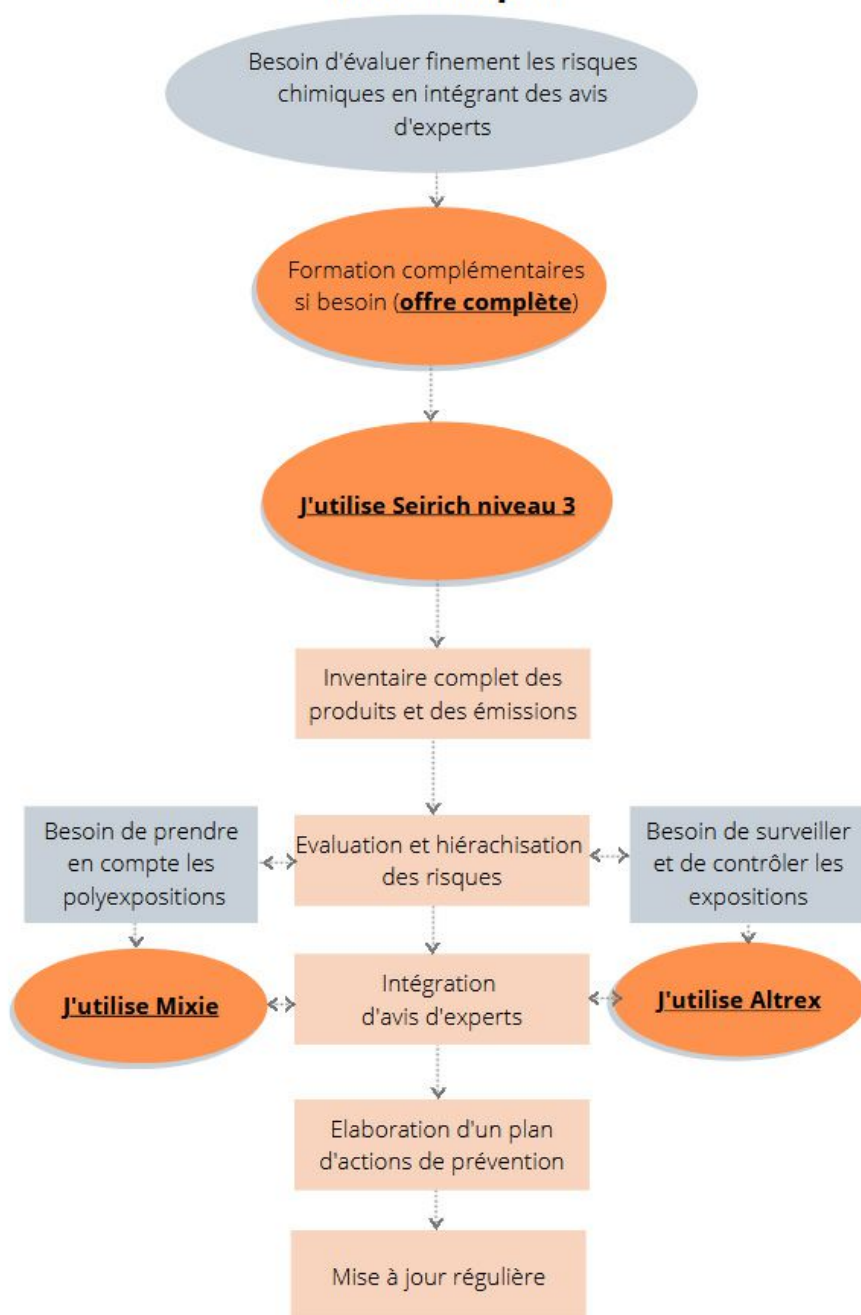 Besoin d'évaluer finement les risques
chimiques en intégrant des avis
d'experts
Formation complémentaires
si besoin (offre complète)
J'utilise Seirich niveau 3
Inventaire complet des
produits et des émissions
Besoin de prendre
en compte les
polyexpositions
Evaluation et hiérachisation
des risques
Besoin de surveiller
et de contrôler les
expositions
J'utilise Mixie
Intégration
d'avis d'experts
J'utilise Altrex
Elaboration d'un plan
d'actions de prévention
Mise à jour régulière